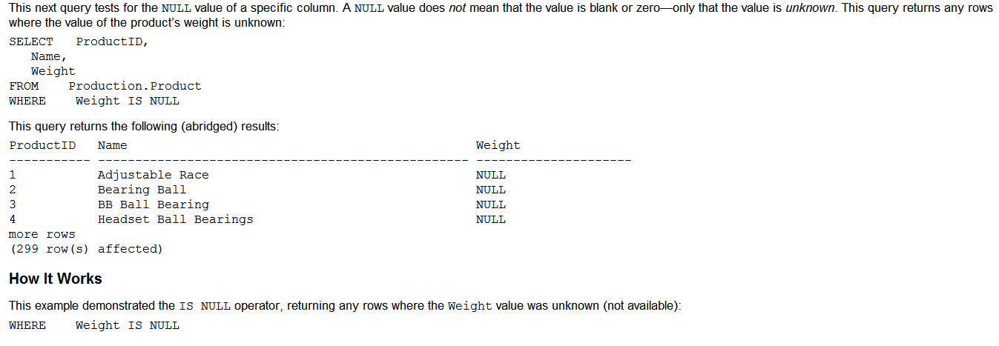 This next query tests for the NULL value of a specific column. A NULL value does not mean that the value is blank or zero—only that the value is unknown. This query returns any rows
where the value of the product's weight is unknown:
SELECT   ProductID,
   Name,
   Weight
FROM    Production.Product
WHERE    Weight IS NULL
This query returns the following (abridged) results:
ProductID   Name                                               Weight
----------- -------------------------------------------------- ---------------------
1           Adjustable Race                                    NULL
2           Bearing Ball                                       NULL
3           BB Ball Bearing                                    NULL
4           Headset Ball Bearings                              NULL
more rows
(299 row(s) affected)
How It Works
This example demonstrated the IS NULL operator, returning any rows where the Weight value was unknown (not available):
WHERE    Weight IS NULL